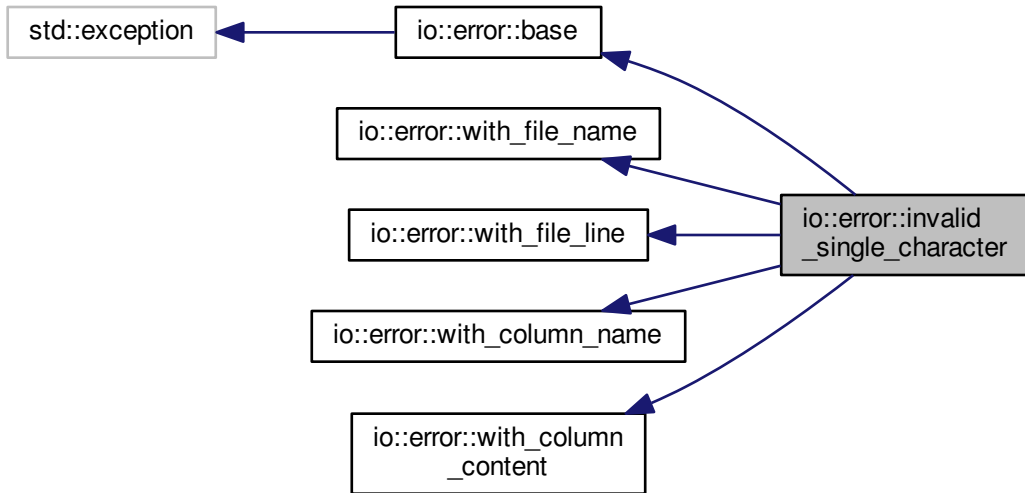 std::exception
io::error::base
io::error::with_file_name
io::error::with_file_line
io::error::invalid
_single_character
io::error::with_column_name
io::error::with_column
_content